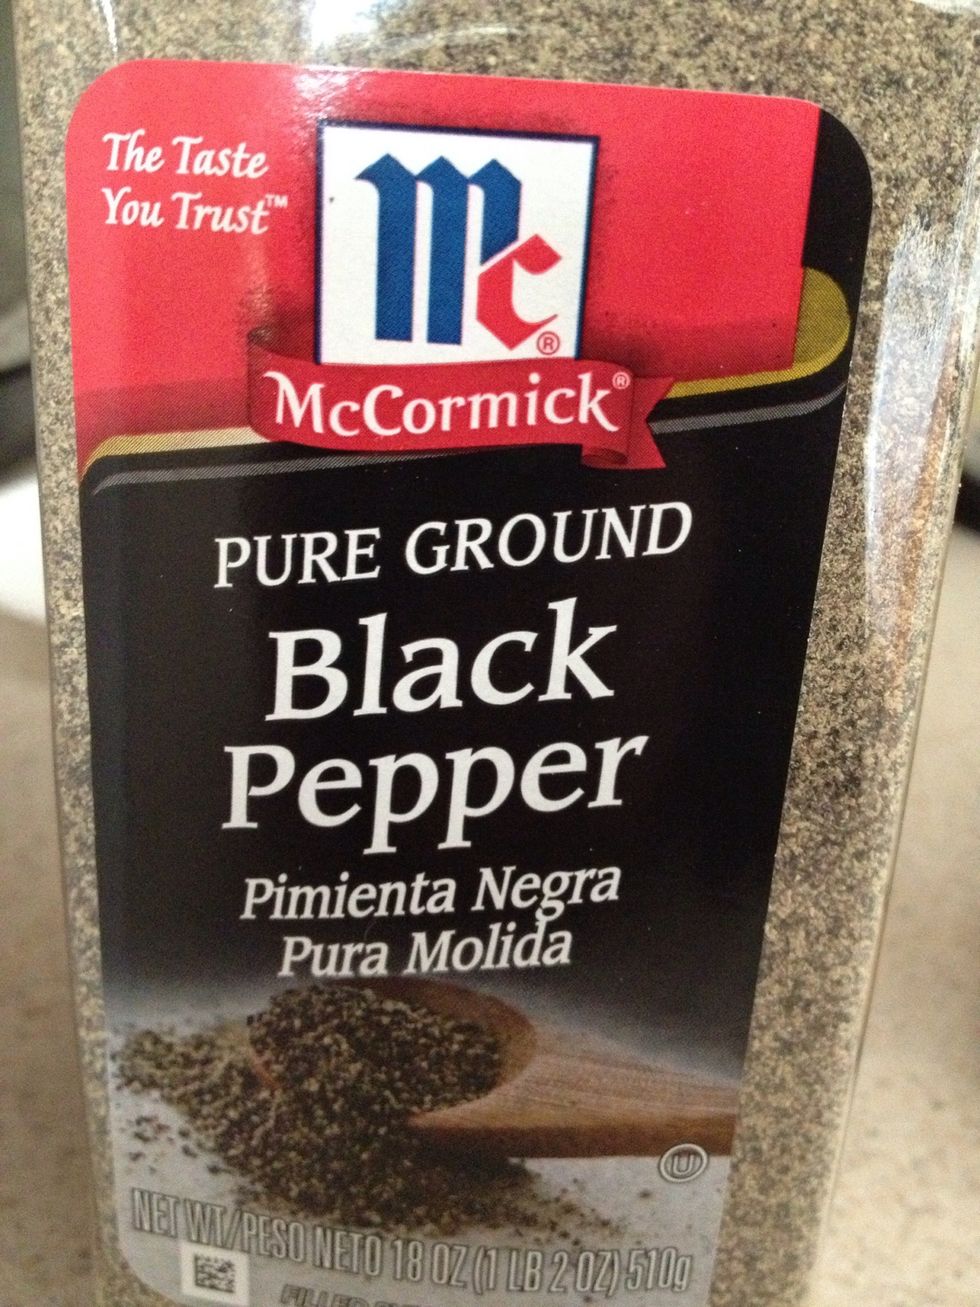 The Taste
You Trust™
Mc®
McCormick®
PURE GROUND
Black
Pepper
Pimienta Negra
Pura Molida
U
NET WT/PESO NETO 18 OZ (1 LB 2 OZ) 510g
FILLED